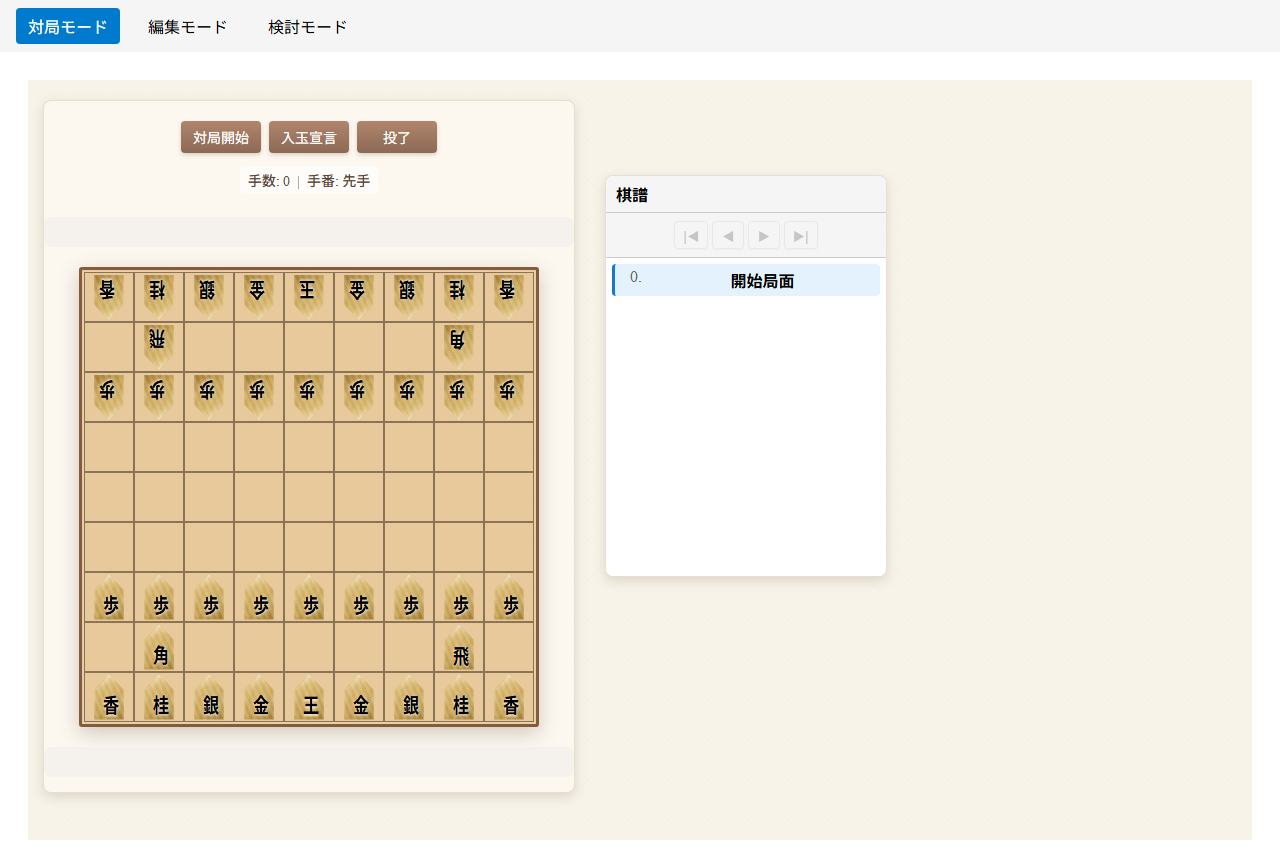 対局モード 編集モード 検討モード
対局開始 入玉宣言 投了
手数: 0 | 手番: 先手
香 桂 銀 金 玉 金 銀 桂 香
飛 角
歩 歩 歩 歩 歩 歩 歩 歩 歩
歩 歩 歩 歩 歩 歩 歩 歩 歩
角 飛
香 桂 銀 金 王 金 銀 桂 香
棋譜
|◀ ◀ ▶ ▶|
0. 開始局面